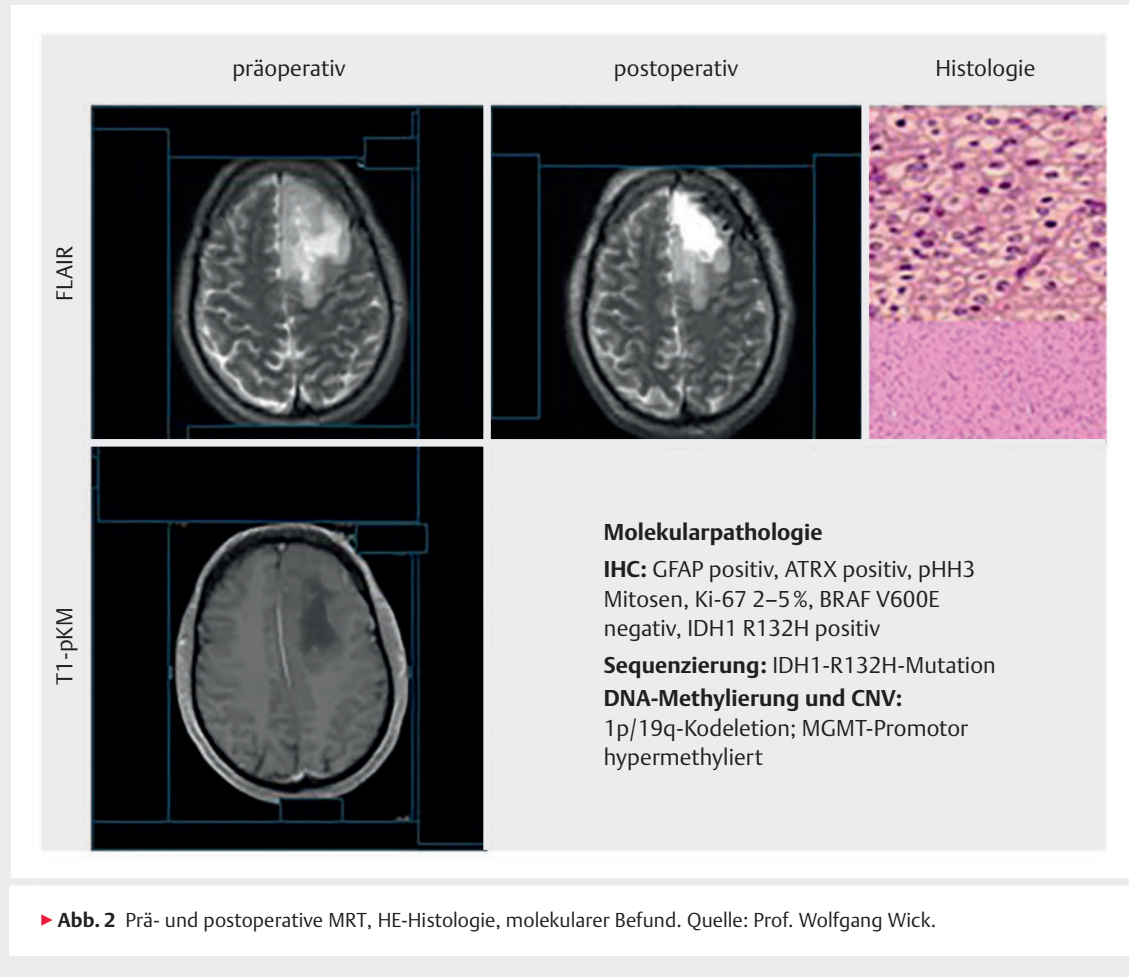 präoperativ
postoperativ
Histologie
FLAIR
T1-pKM
Molekularpathologie
IHC: GFAP positiv, ATRX positiv, pHH3
Mitosen, Ki-67 2–5 %, BRAF V600E
negativ, IDH1 R132H positiv
Sequenzierung: IDH1-R132H-Mutation
DNA-Methylierung und CNV:
1p/19q-Kodeletion; MGMT-Promotor
hypermethyliert
▶ Abb. 2 Prä- und postoperative MRT, HE-Histologie, molekularer Befund. Quelle: Prof. Wolfgang Wick.